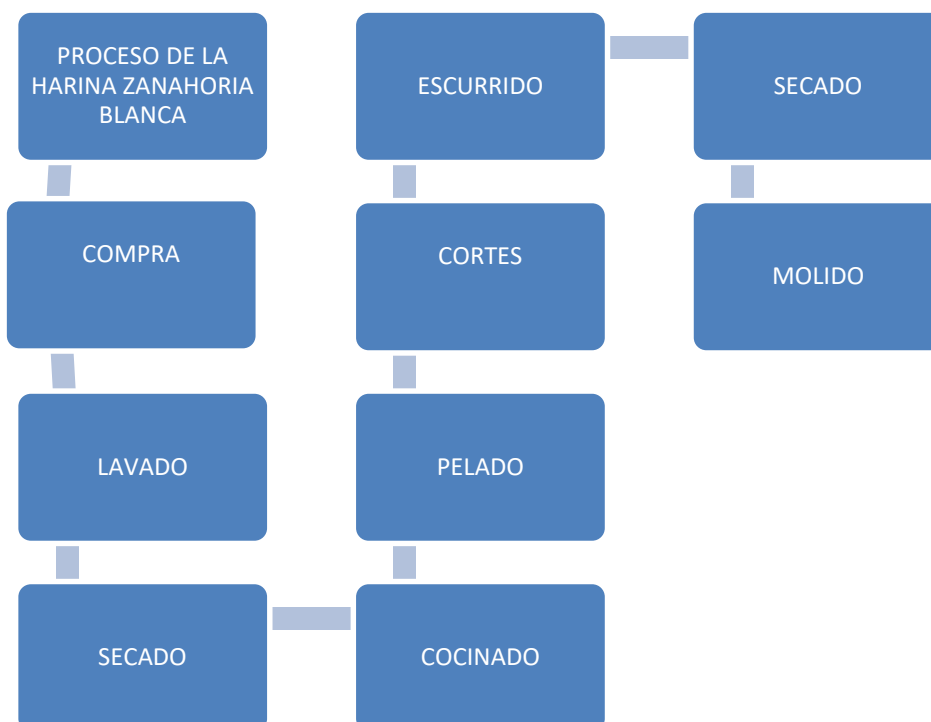 PROCESO DE LA
HARINA ZANAHORIA
BLANCA
COMPRA
LAVADO
SECADO
COCINADO
PELADO
CORTES
ESCURRIDO
SECADO
MOLIDO